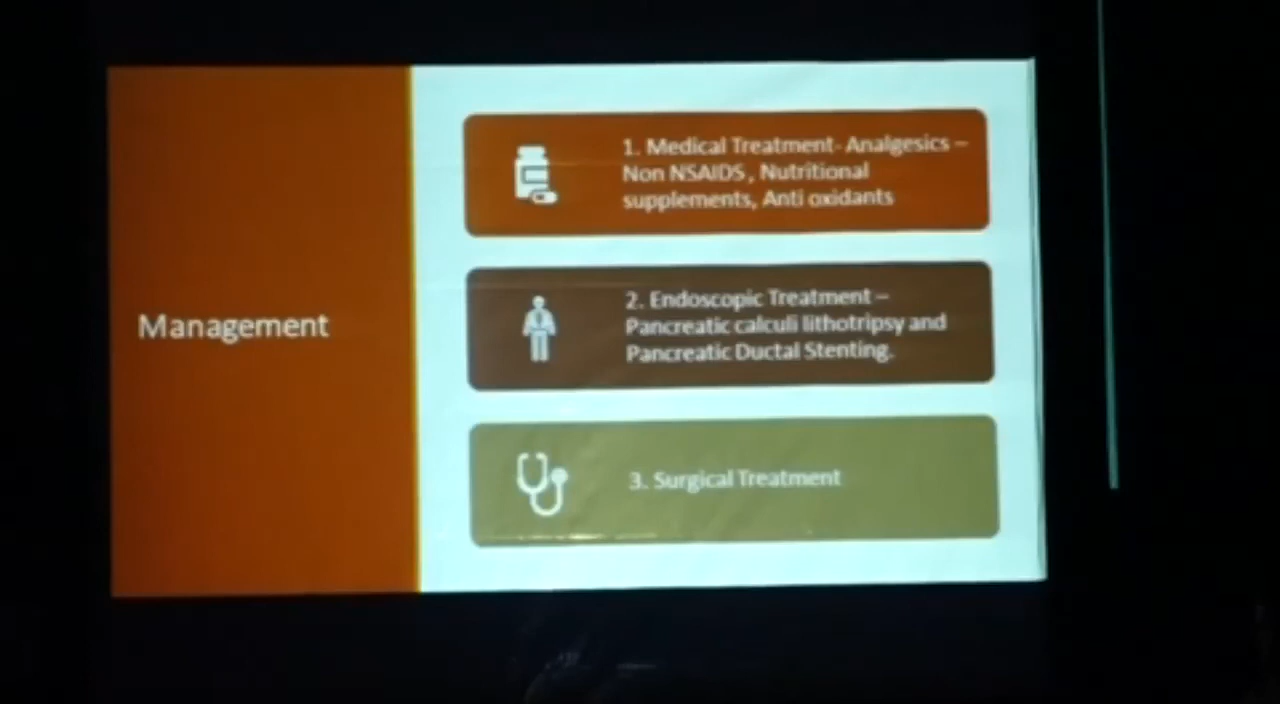 Management
1. Medical Treatment- Analgesics –
Non NSAIDS, Nutritional
supplements, Anti oxidants
2. Endoscopic Treatment –
Pancreatic calculi lithotripsy and
Pancreatic Ductal Stenting.
3. Surgical Treatment